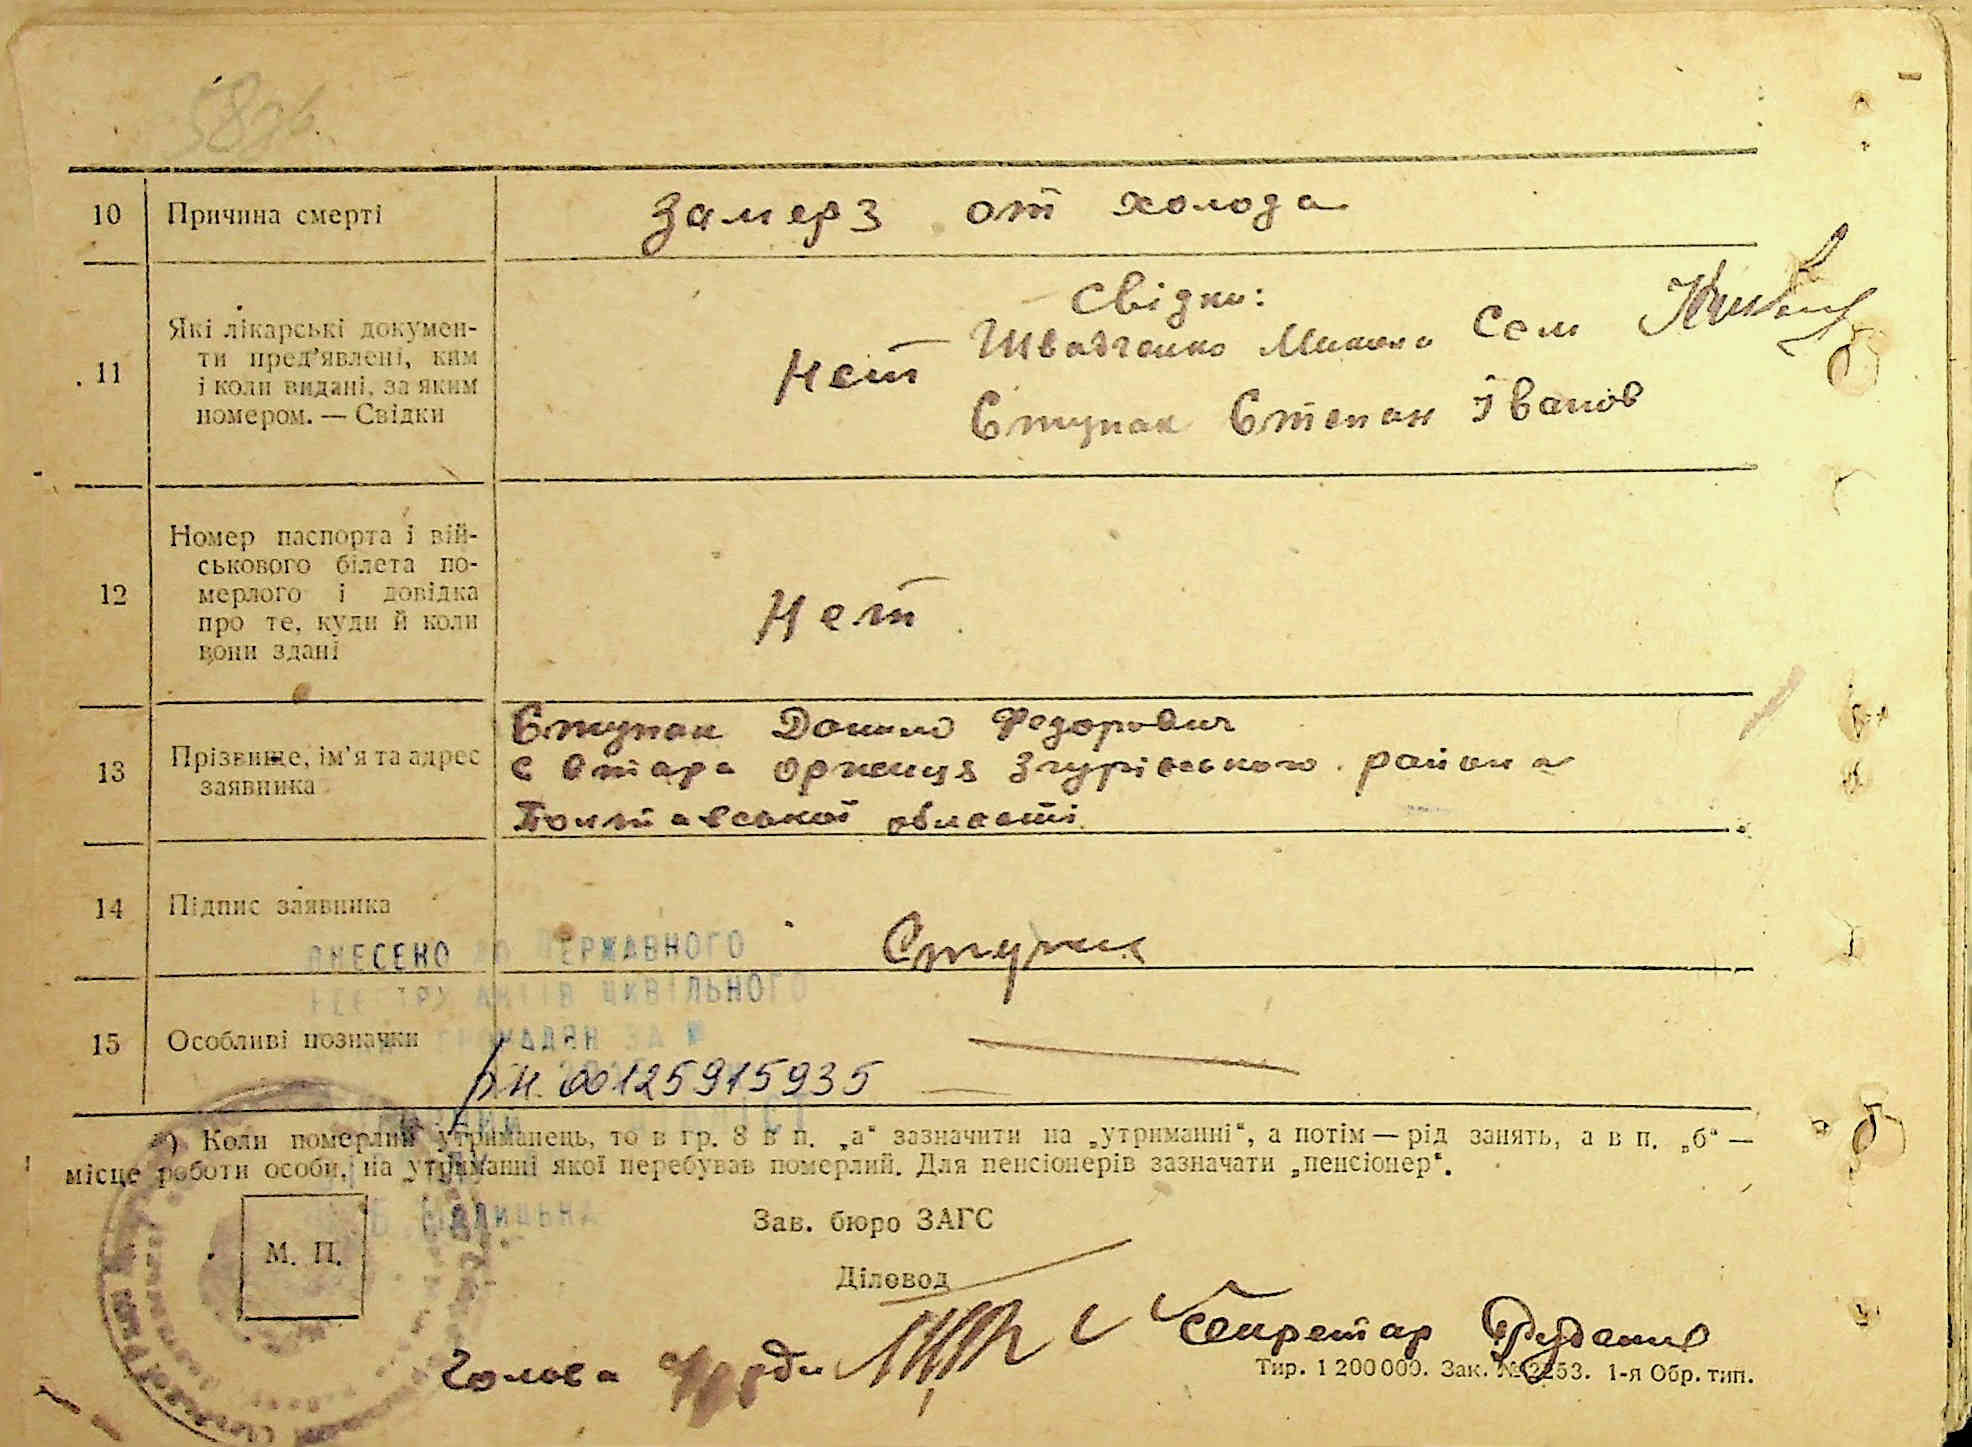 10 Причина смерті замерз от холода
11 Які лікарські докумен-
ти пред'явлені, ким
і коли видані, за яким
номером. — Свідки
Свідки:
Нет
Сем

Ступак Степан Іванов
12 Номер паспорта і вій-
ськового білета по-
мерлого і довідка
про те, куди й коли
вони здані
Нет
13 Прізвище, ім'я та адрес
заявника
Ступак Данило Федорович
с Стара Оржиця Згурівського района
Полтавської области
14 Підпис заявника Ступак
ВНЕСЕНО ДО ДЕРЖАВНОГО
РЕЄСТРУ АКТІВ ЦИВІЛЬНОГО
ГРОМАДЯН ЗА №
15 Особливі позначки
00125915935
*) Коли померлий утриманець, то в гр. 8 в п. „а“ зазначити на „утриманні“, а потім — рід занять, а в п. „б“ —
місце роботи особи, на утриманні якої перебував померлий. Для пенсіонерів зазначати „пенсіонер“.
М. П.
Зав. бюро ЗАГС
Діловод
Голова Секретар
Тир. 1 200 000. Зак. № 2253. 1-я Обр. тип.